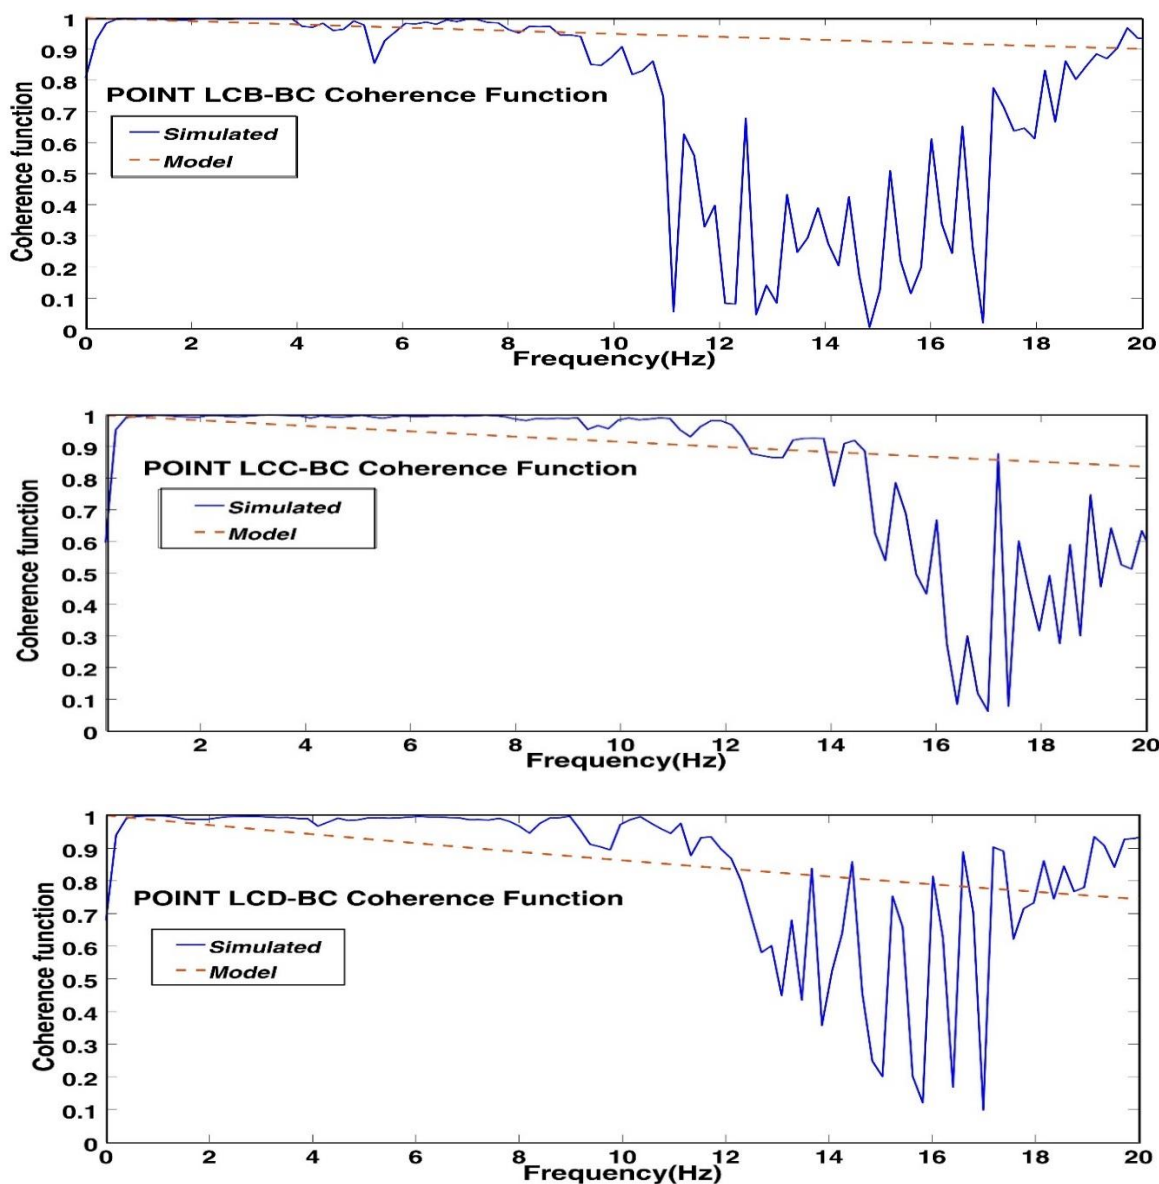 1
0.9
0.8
0.7
0.6
0.5
0.4
0.3
0.2
0.1
0
Coherence function
POINT LCB-BC Coherence Function
Simulated
Model
0 2 4 6 8 10 12 14 16 18 20
Frequency(Hz)
1
0.9
0.8
0.7
0.6
0.5
0.4
0.3
0.2
0.1
0
Coherence function
POINT LCC-BC Coherence Function
Simulated
Model
2 4 6 8 10 12 14 16 18 20
Frequency(Hz)
1
0.9
0.8
0.7
0.6
0.5
0.4
0.3
0.2
0.1
0
Coherence function
POINT LCD-BC Coherence Function
Simulated
Model
0 2 4 6 8 10 12 14 16 18 20
Frequency(Hz)